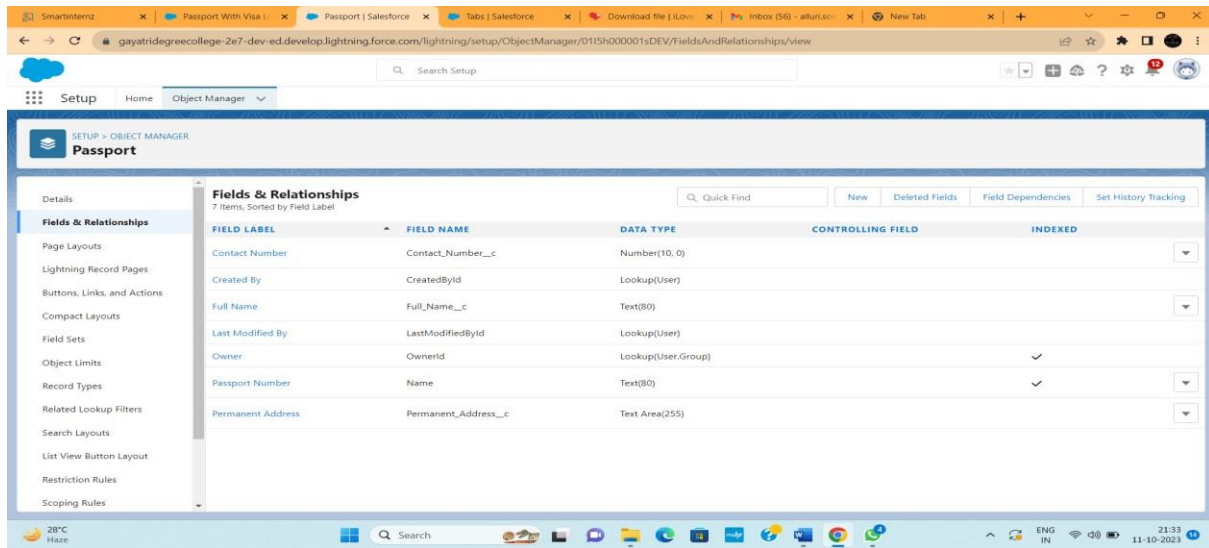 Smartinternz
Passport With Visa L
Passport | Salesforce
Tabs | Salesforce
Download file | iLove
Inbox (56) - alluri.sor
New Tab
gayatridegreecollege-2e7-dev-ed.develop.lightning.force.com/lightning/setup/ObjectManager/01I5h000001sDEV/FieldsAndRelationships/view
Search Setup
12
Setup Home Object Manager
SETUP > OBJECT MANAGER
Passport
Details
Fields & Relationships
Page Layouts
Lightning Record Pages
Buttons, Links, and Actions
Compact Layouts
Field Sets
Object Limits
Record Types
Related Lookup Filters
Search Layouts
List View Button Layout
Restriction Rules
Scoping Rules
Fields & Relationships
7 Items, Sorted by Field Label
Quick Find New Deleted Fields Field Dependencies Set History Tracking
FIELD LABEL FIELD NAME DATA TYPE CONTROLLING FIELD INDEXED
Contact Number Contact_Number__c Number(10, 0)
Created By CreatedById Lookup(User)
Full Name Full_Name__c Text(80)
Last Modified By LastModifiedById Lookup(User)
Owner OwnerId Lookup(User,Group)
Passport Number Name Text(80)
Permanent Address Permanent_Address__c Text Area(255)
28°C
Haze
Search
ENG
IN
21:33
11-10-2023